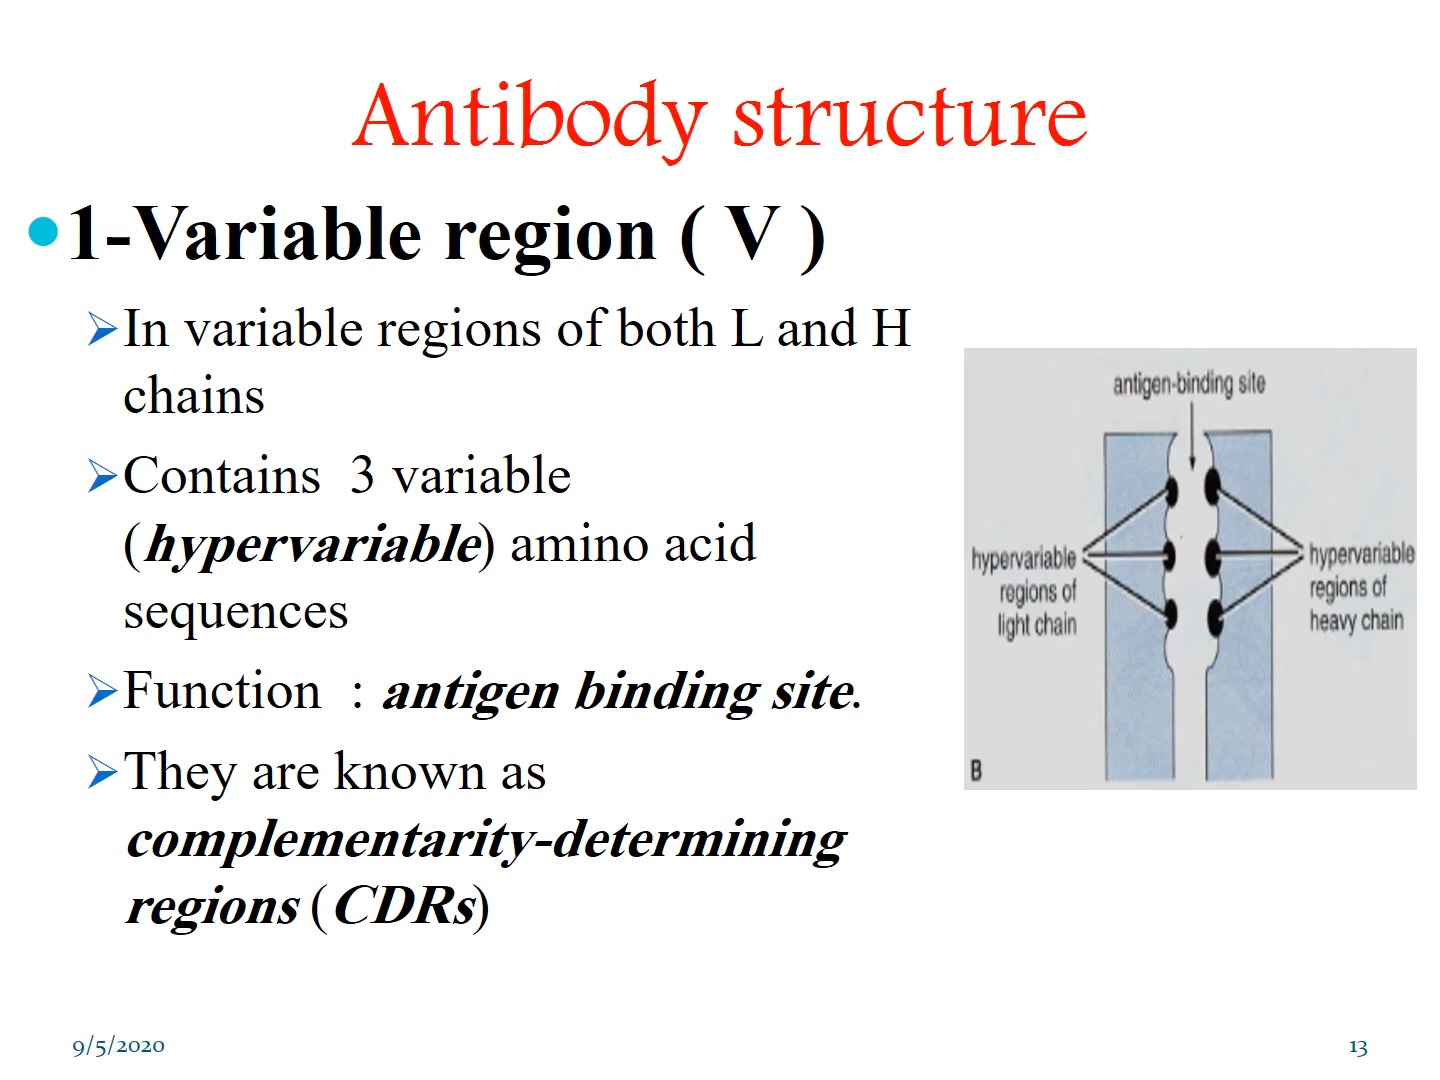 Antibody structure
1-Variable region ( V )
In variable regions of both L and H
chains
Contains 3 variable
(hypervariable) amino acid
sequences
Function : antigen binding site.
They are known as
complementarity-determining
regions (CDRs)
antigen-binding site
hypervariable
regions of
light chain
hypervariable
regions of
heavy chain
B
9/5/2020
13